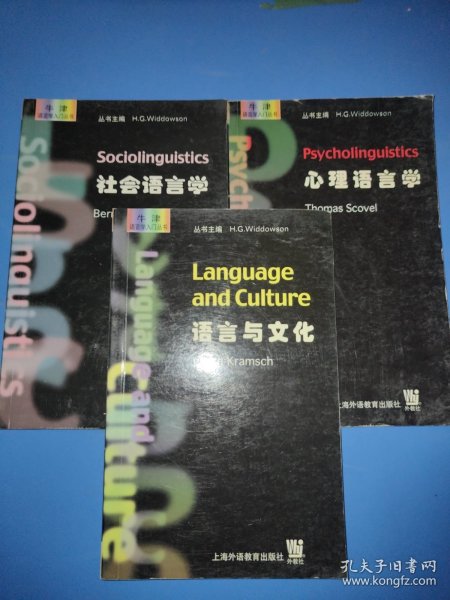 牛津
语言学入门丛书
丛书主编 H.G.Widdowson
Sociolinguistics
社会语言学
Bern
Sociolinguistics
牛津
语言学入门丛书
丛书主编 H.G.Widdowson
Psycholinguistics
心理语言学
Thomas Scovel
Psych
上海外语教育出版社
外教社
牛津
语言学入门丛书
丛书主编 H.G.Widdowson
Language
and Culture
语言与文化
Kramsch
Language and
Culture
上海外语教育出版社
外教社
孔夫子旧书网
www.kongfz.com